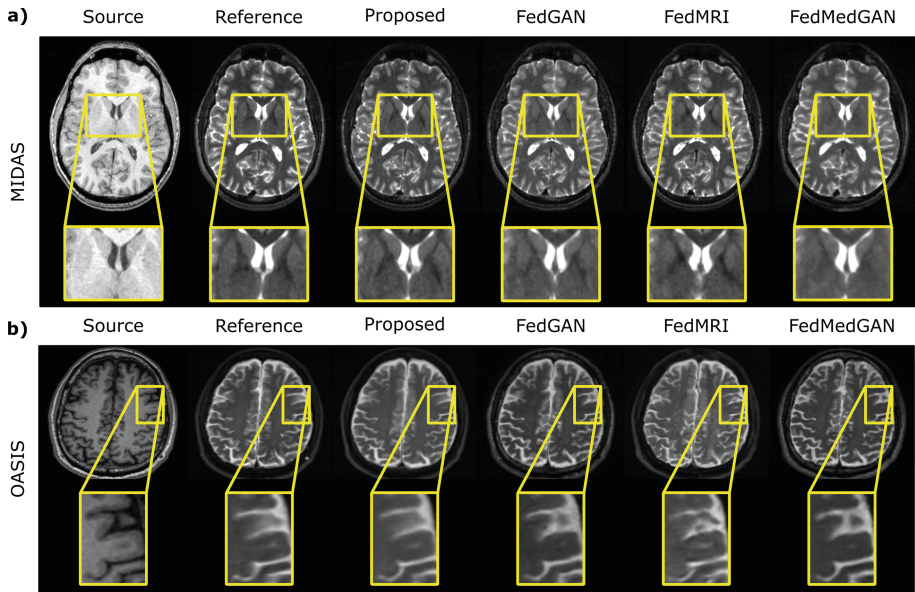 a)
Source Reference Proposed FedGAN FedMRI FedMedGAN
MIDAS
b)
Source Reference Proposed FedGAN FedMRI FedMedGAN
OASIS